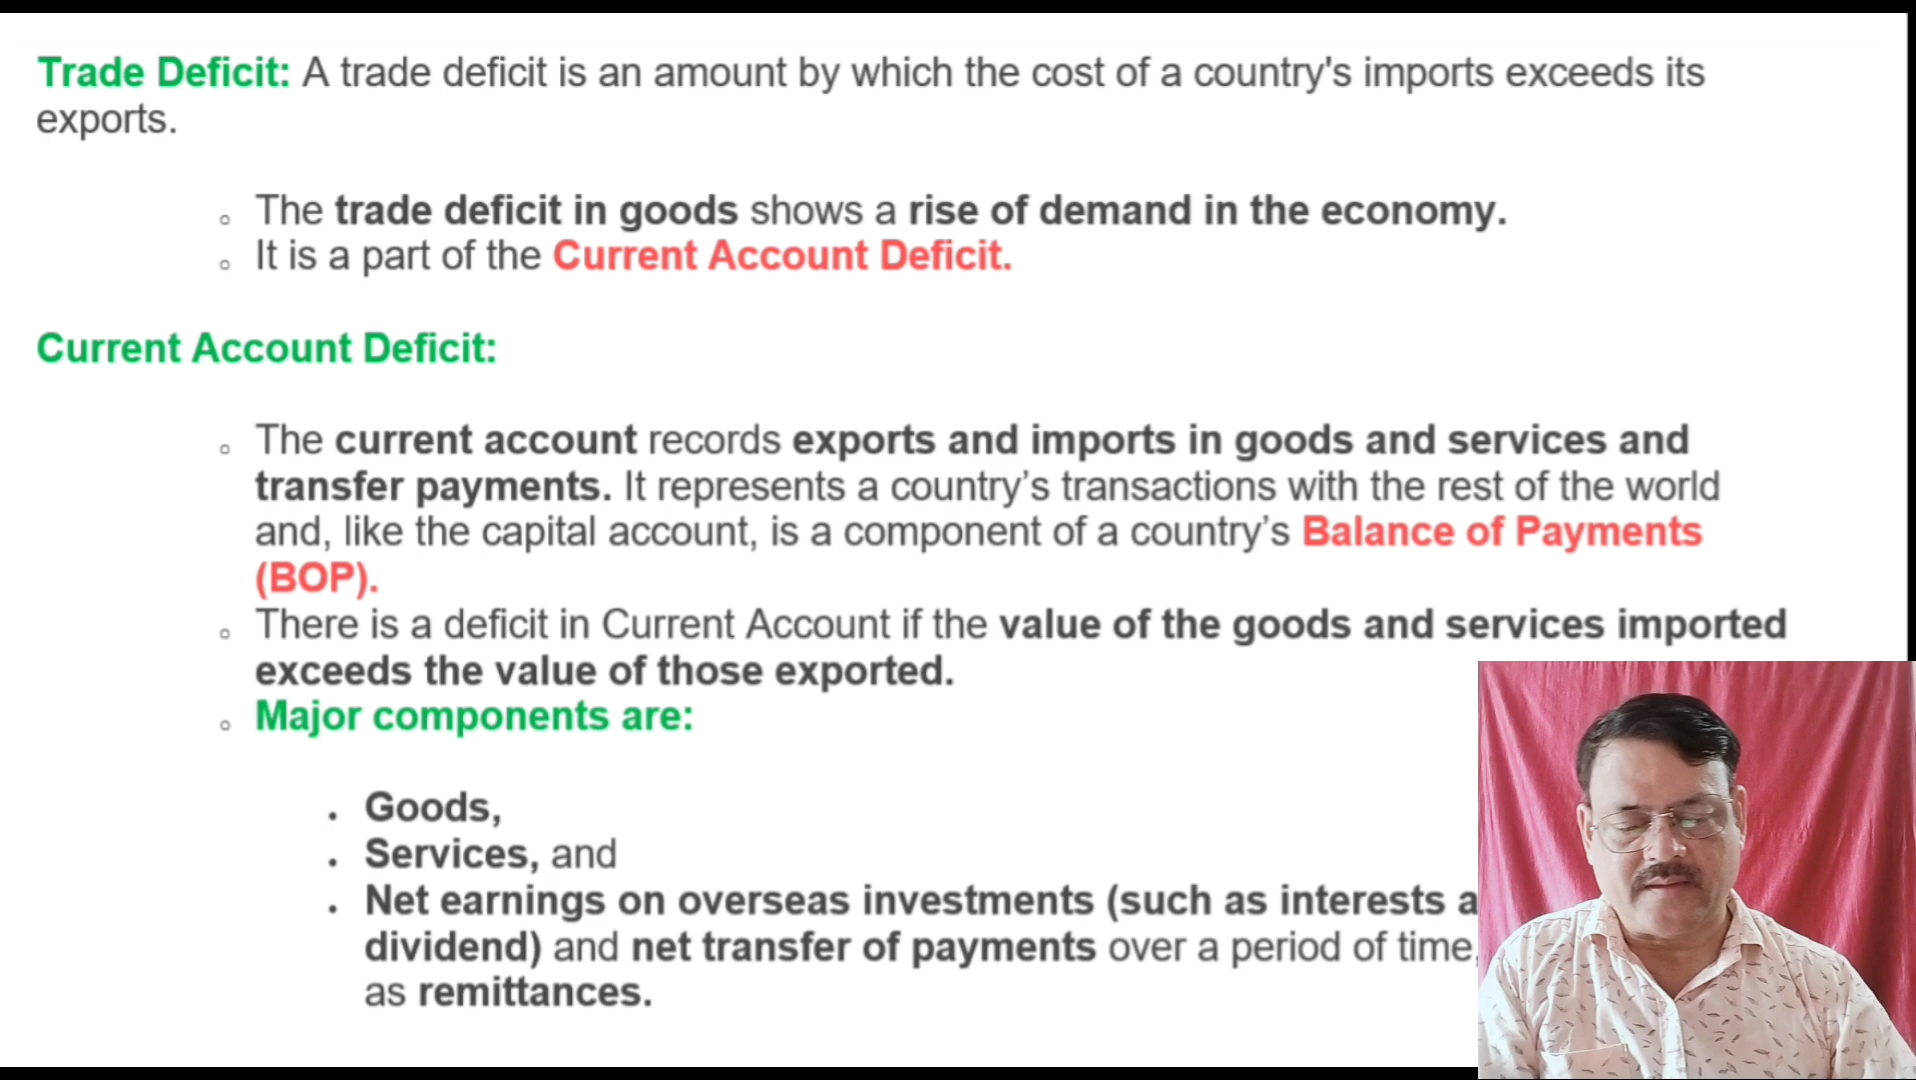 Trade Deficit: A trade deficit is an amount by which the cost of a country's imports exceeds its
exports.
The trade deficit in goods shows a rise of demand in the economy.
It is a part of the Current Account Deficit.
Current Account Deficit:
The current account records exports and imports in goods and services and
transfer payments. It represents a country’s transactions with the rest of the world
and, like the capital account, is a component of a country’s Balance of Payments
(BOP).
There is a deficit in Current Account if the value of the goods and services imported
exceeds the value of those exported.
Major components are:
Goods,
Services, and
Net earnings on overseas investments (such as interests
dividend) and net transfer of payments over a period of time,
as remittances.